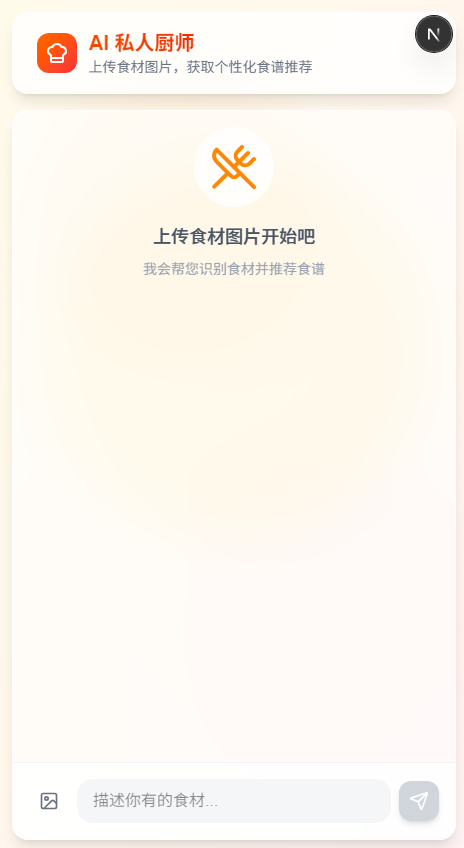 AI 私人厨师
上传食材图片，获取个性化食谱推荐
N
上传食材图片开始吧
我会帮您识别食材并推荐食谱
描述你有的食材...